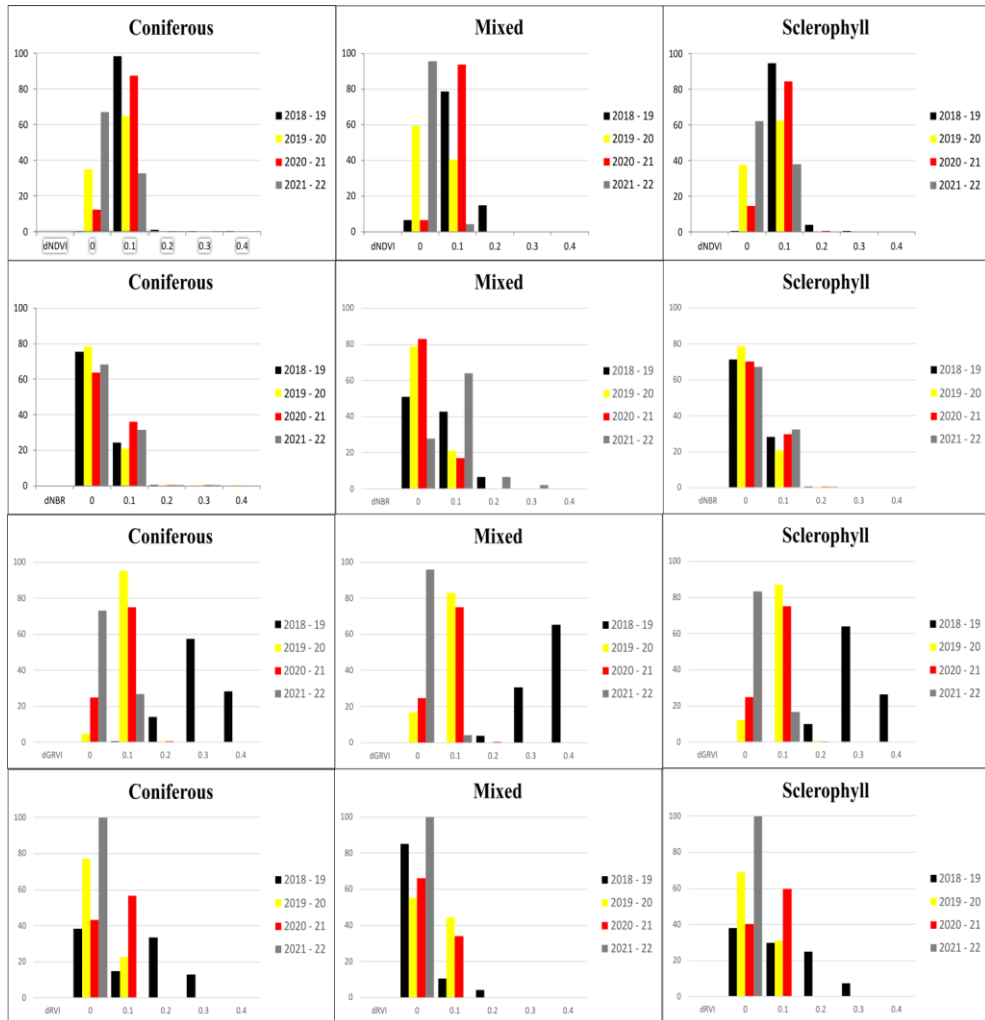 Coniferous Mixed Sclerophyll
100 100 100
80 80 80
2018 - 19 2018 - 19 2018 - 19
60 60 60
2019 - 20 2019 - 20 2019 - 20
40 2020 - 21 40 2020 - 21 40 2020 - 21
20 2021 - 22 20 2021 - 22 20 2021 - 22
0 0 0
dNDVI 0 0.1 0.2 0.3 0.4 dNDVI 0 0.1 0.2 0.3 0.4 dNDVI 0 0.1 0.2 0.3 0.4
Coniferous Mixed Sclerophyll
100 100 100
80 80 80
2018 - 19 2018 - 19 2018 - 19
60 60 60
2019 - 20 2019 - 20 2019 - 20
40 2020 - 21 40 2020 - 21 40 2020 - 21
20 2021 - 22 20 2021 - 22 20 2021 - 22
0 0 0
dNBR 0 0.1 0.2 0.3 0.4 dNBR 0 0.1 0.2 0.3 0.4 dNBR 0 0.1 0.2 0.3 0.4
Coniferous Mixed Sclerophyll
100 100 100
80 80 80
2018 - 19 2018 - 19 2018 - 19
60 60 60
2019 - 20 2019 - 20 2019 - 20
40 2020 - 21 40 2020 - 21 40 2020 - 21
20 2021 - 22 20 2021 - 22 20 2021 - 22
0 0 0
dGRVI 0 0.1 0.2 0.3 0.4 dGRVI 0 0.1 0.2 0.3 0.4 dGRVI 0 0.1 0.2 0.3 0.4
Coniferous Mixed Sclerophyll
100 100 100
80 80 80
2018 - 19 2018 - 19 2018 - 19
60 60 60
2019 - 20 2019 - 20 2019 - 20
40 2020 - 21 40 2020 - 21 40 2020 - 21
20 2021 - 22 20 2021 - 22 20 2021 - 22
0 0 0
dRVI 0 0.1 0.2 0.3 0.4 dRVI 0 0.1 0.2 0.3 0.4 dRVI 0 0.1 0.2 0.3 0.4